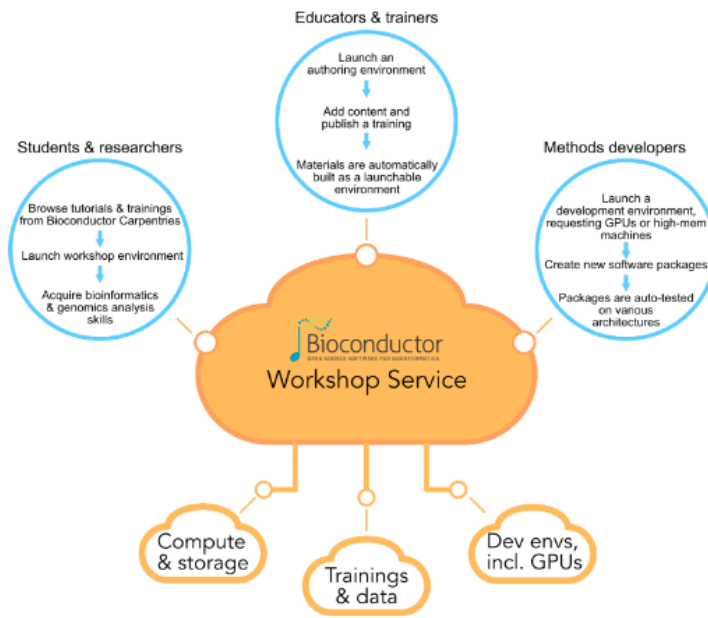 Educators & trainers
Launch an
authoring environment
Add content and
publish a training
Materials are automatically
built as a launchable
environment
Students & researchers
Browse tutorials & trainings
from Bioconductor Carpentries
Launch workshop environment
Acquire bioinformatics
& genomics analysis
skills
Methods developers
Launch a
development environment,
requesting GPUs or high-mem
machines
Create new software packages
Packages are auto-tested
on various
architectures
Bioconductor
OPEN SOURCE SOFTWARE FOR BIOINFORMATICS
Workshop Service
Compute
& storage
Trainings
& data
Dev envs,
incl. GPUs